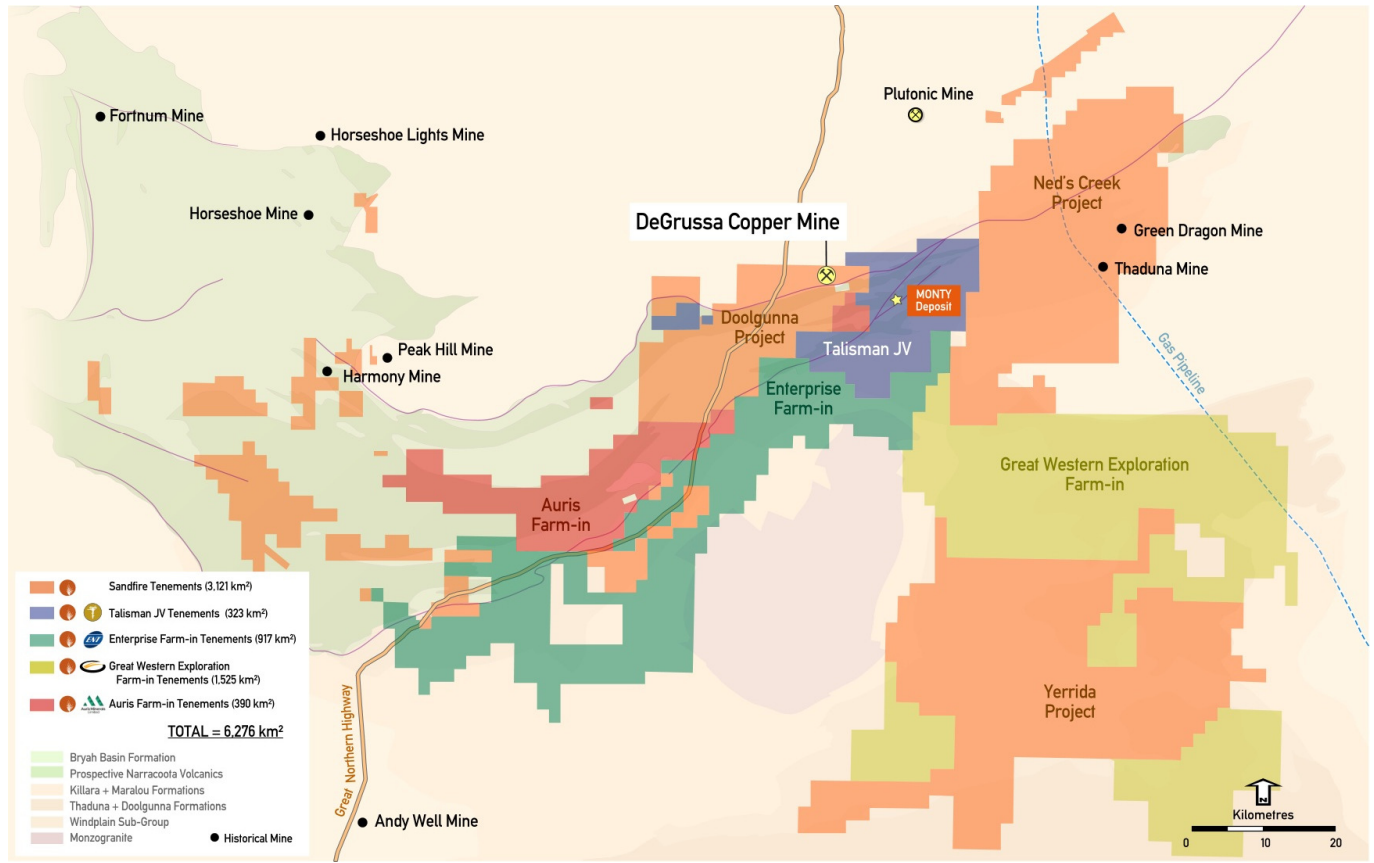 Fortnum Mine
Horseshoe Lights Mine
Horseshoe Mine
Plutonic Mine
DeGrussa Copper Mine
Ned's Creek
Project
Green Dragon Mine
Thaduna Mine
MONTY
Deposit
Doolgunna
Project
Talisman JV
Gas Pipeline
Peak Hill Mine
Harmony Mine
Enterprise
Farm-in
Great Western Exploration
Farm-in
Auris
Farm-in
Yerrida
Project
Great Northern Highway
Andy Well Mine
Sandfire Tenements (3,121 km²)
Talisman JV Tenements (323 km²)
ENT
Enterprise Farm-in Tenements (917 km²)
Great Western Exploration
Farm-in Tenements (1,525 km²)
Auris Farm-in Tenements (390 km²)
TOTAL = 6,276 km²
Bryah Basin Formation
Prospective Narracoota Volcanics
Killara + Maralou Formations
Thaduna + Doolgunna Formations
Windplain Sub-Group
Monzogranite
Historical Mine
N
Kilometres
0 10 20